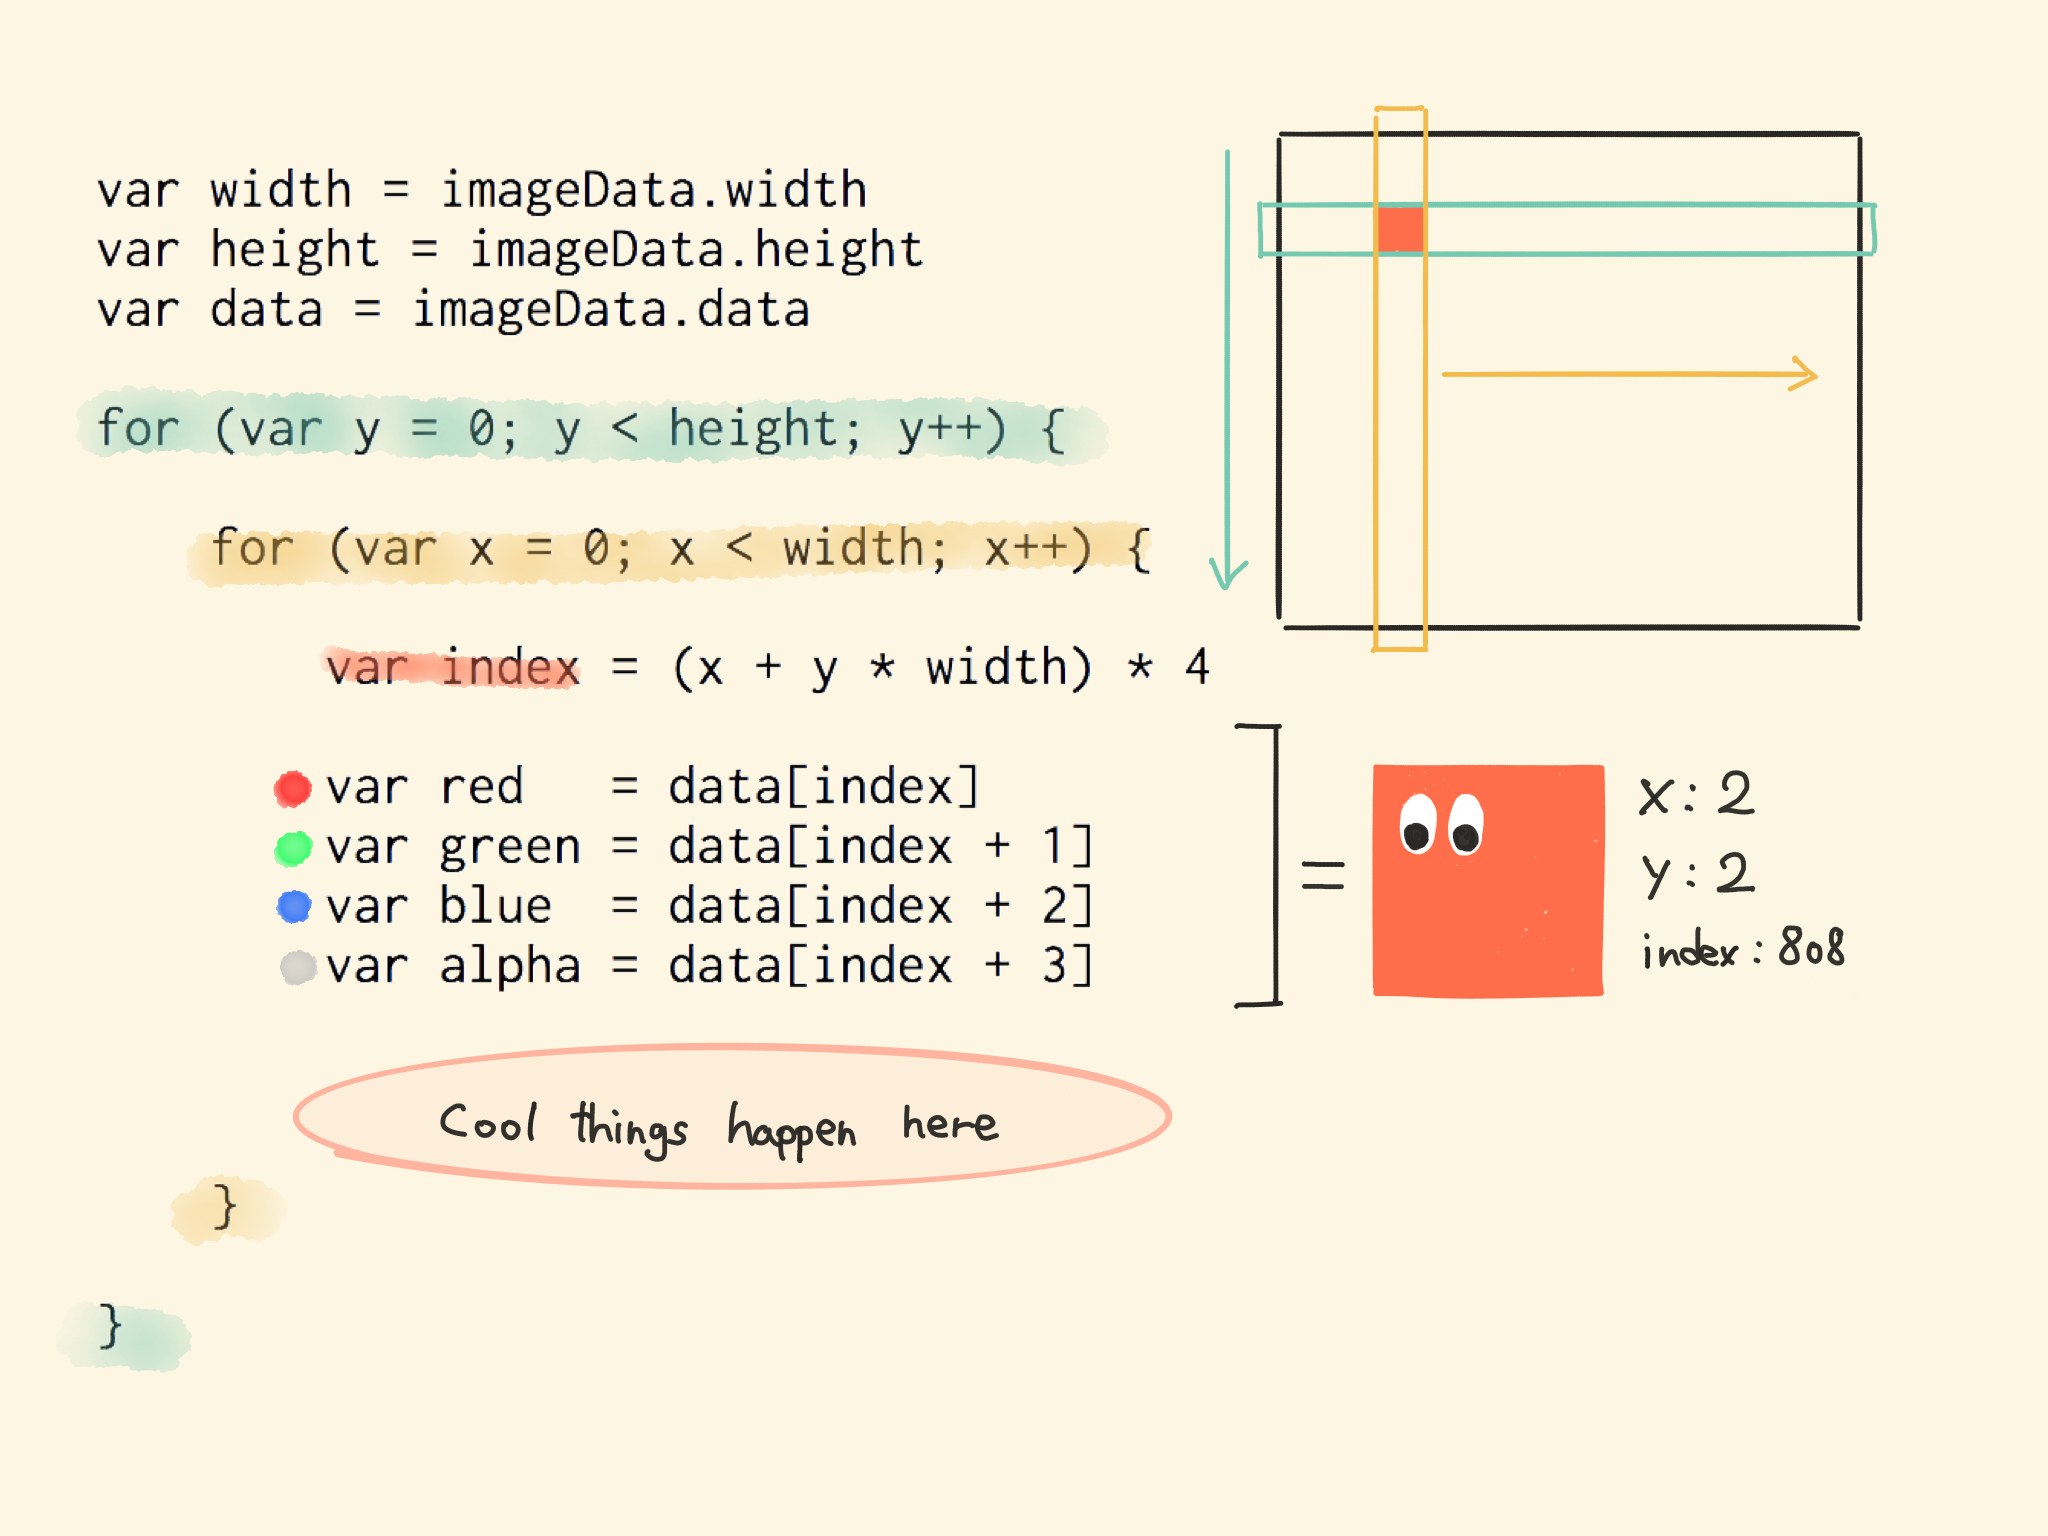 var width = imageData.width
var height = imageData.height
var data = imageData.data
for (var y = 0; y < height; y++) {
for (var x = 0; x < width; x++) {
var index = (x + y * width) * 4
var red   = data[index]
var green = data[index + 1]
var blue  = data[index + 2]
var alpha = data[index + 3]
=
x: 2
y: 2
index: 808
Cool things happen here
}
}